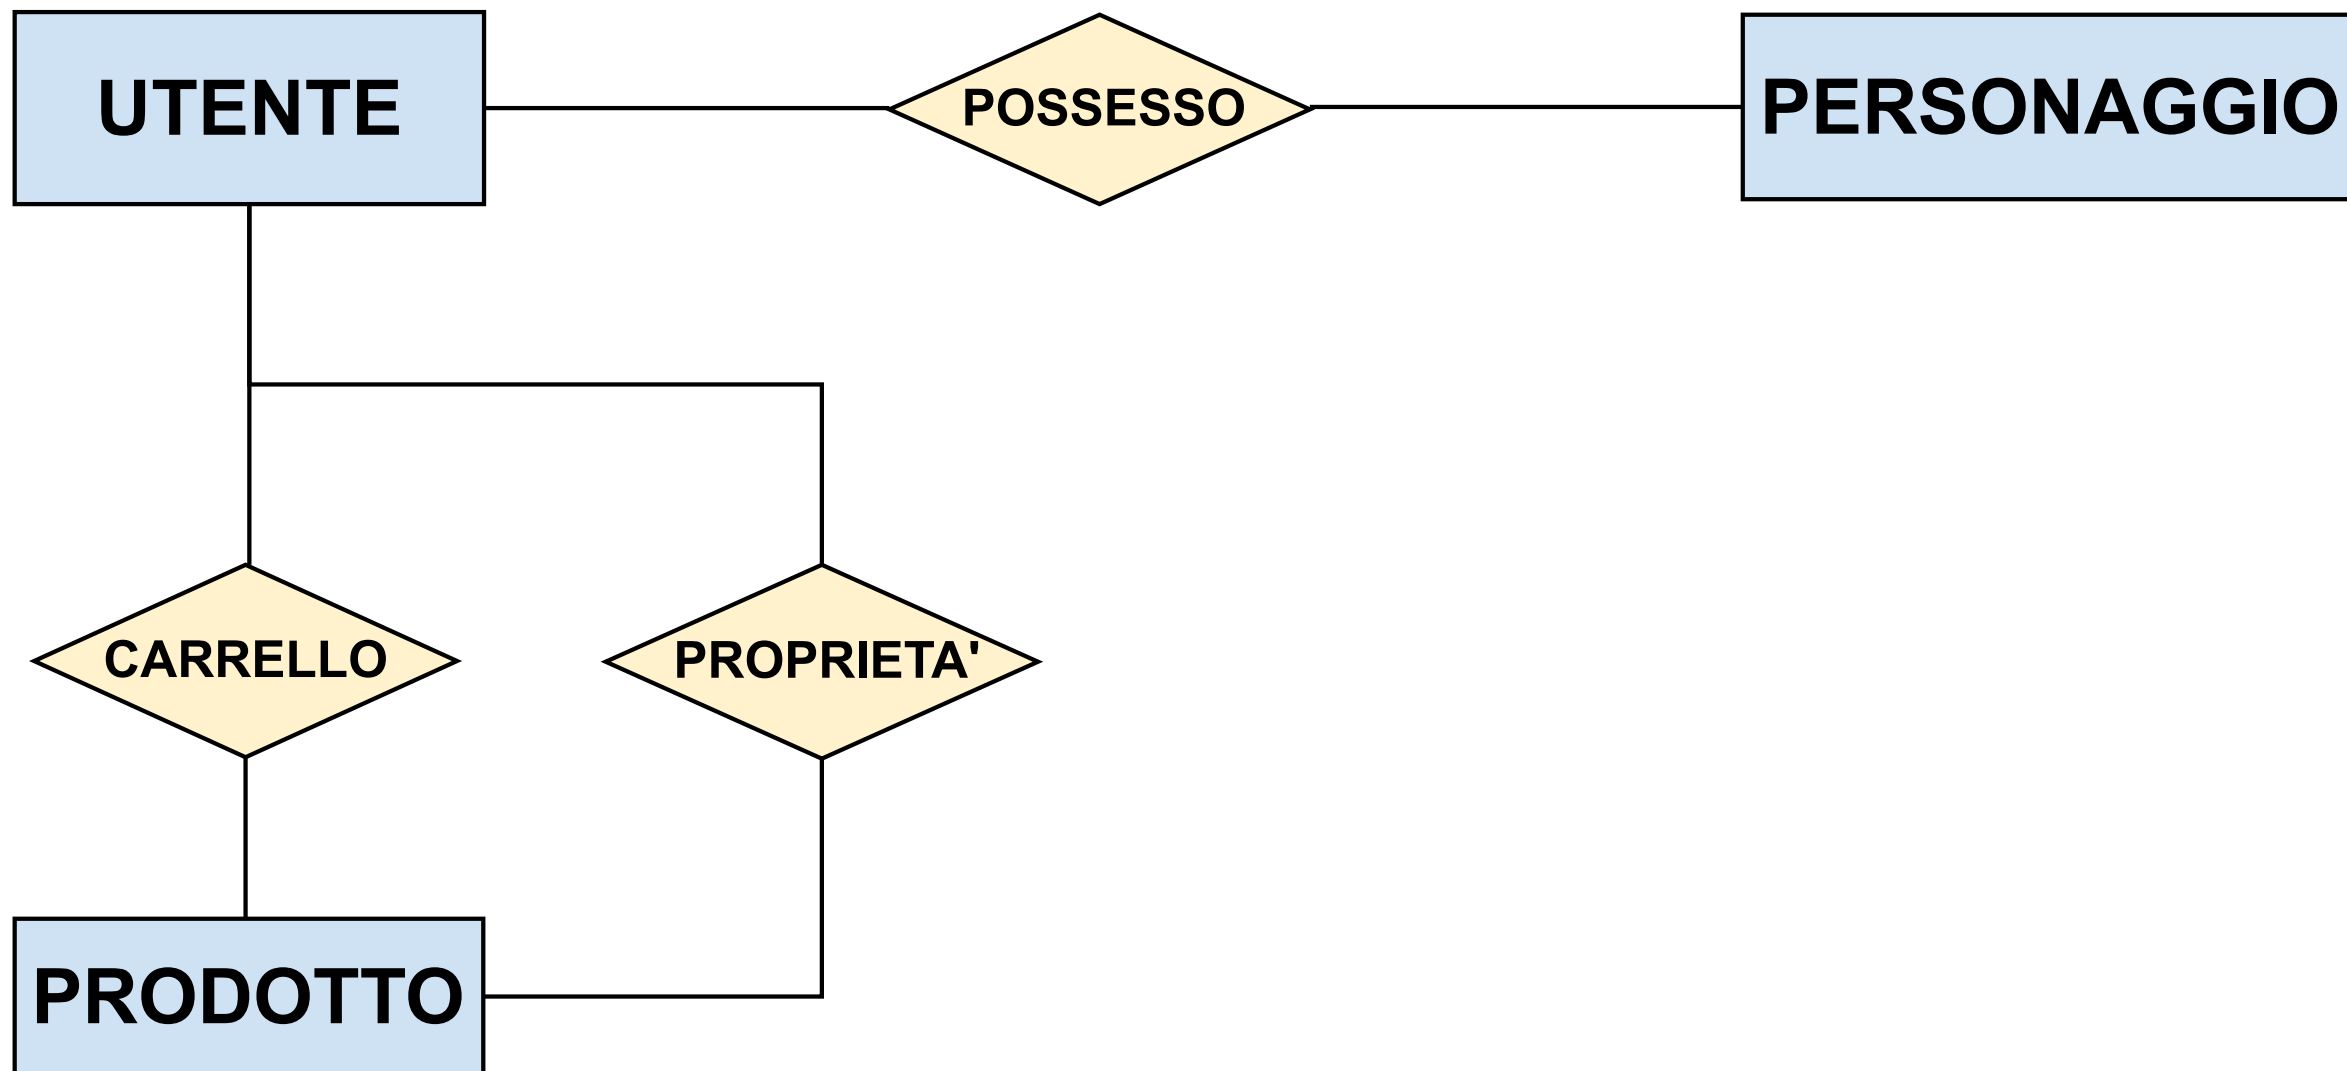 UTENTE
POSSESSO
PERSONAGGIO
CARRELLO
PROPRIETA'
PRODOTTO